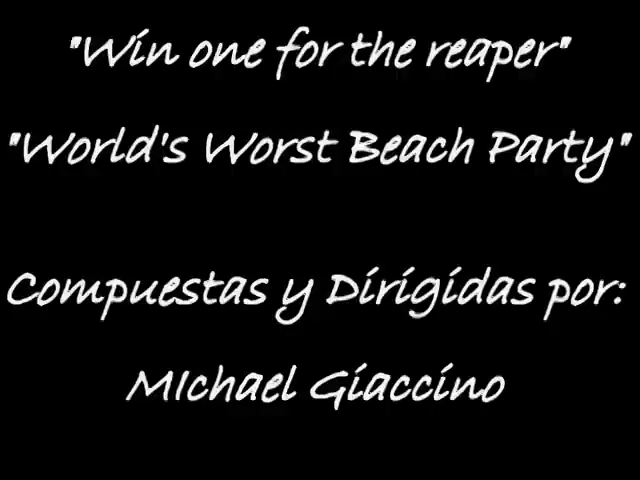 "Win one for the reaper"
"World's Worst Beach Party"
Compuestas y Dirigidas por:
MIchael Giaccino